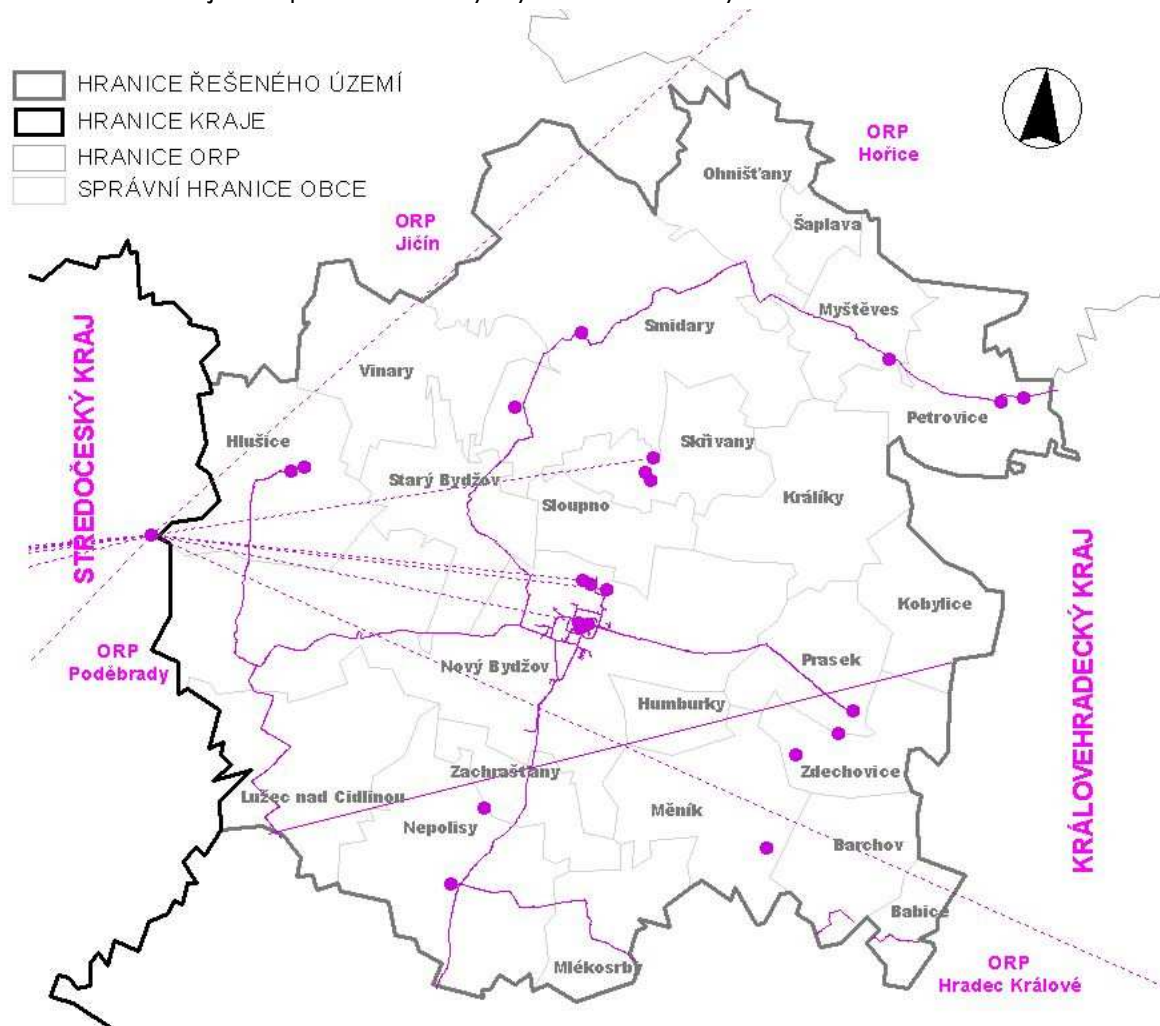 HRANICE ŘEŠENÉHO ÚZEMÍ
HRANICE KRAJE
HRANICE ORP
SPRÁVNÍ HRANICE OBCE
ORP
Hořice
Ohnišťany
Šaplava
ORP
Jičín
Myštěves
Smidary
STŘEDOČESKÝ KRAJ
Vinary
Petrovice
Hlušice
Skřivany
Starý Bydžov
Sloupno
Králíky
Kobylice
KRÁLOVEHRADECKÝ KRAJ
ORP
Poděbrady
Nový Bydžov
Prasek
Humburky
Zachrašťany
Zdechovice
Lužec nad Cidlinou
Nepolisy
Měník
Barchov
Babice
Mlékosrby
ORP
Hradec Králové